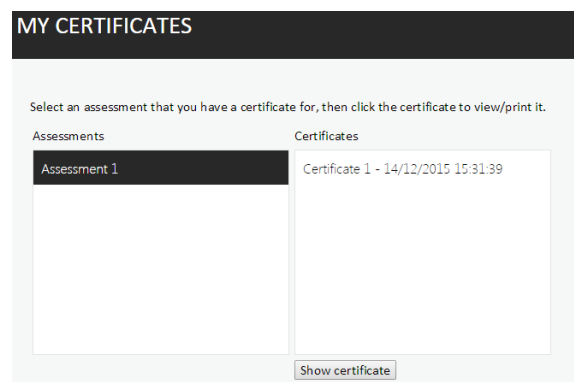 MY CERTIFICATES
Select an assessment that you have a certificate for, then click the certificate to view/print it.
Assessments
Certificates
Assessment 1
Certificate 1 - 14/12/2015 15:31:39
Show certificate